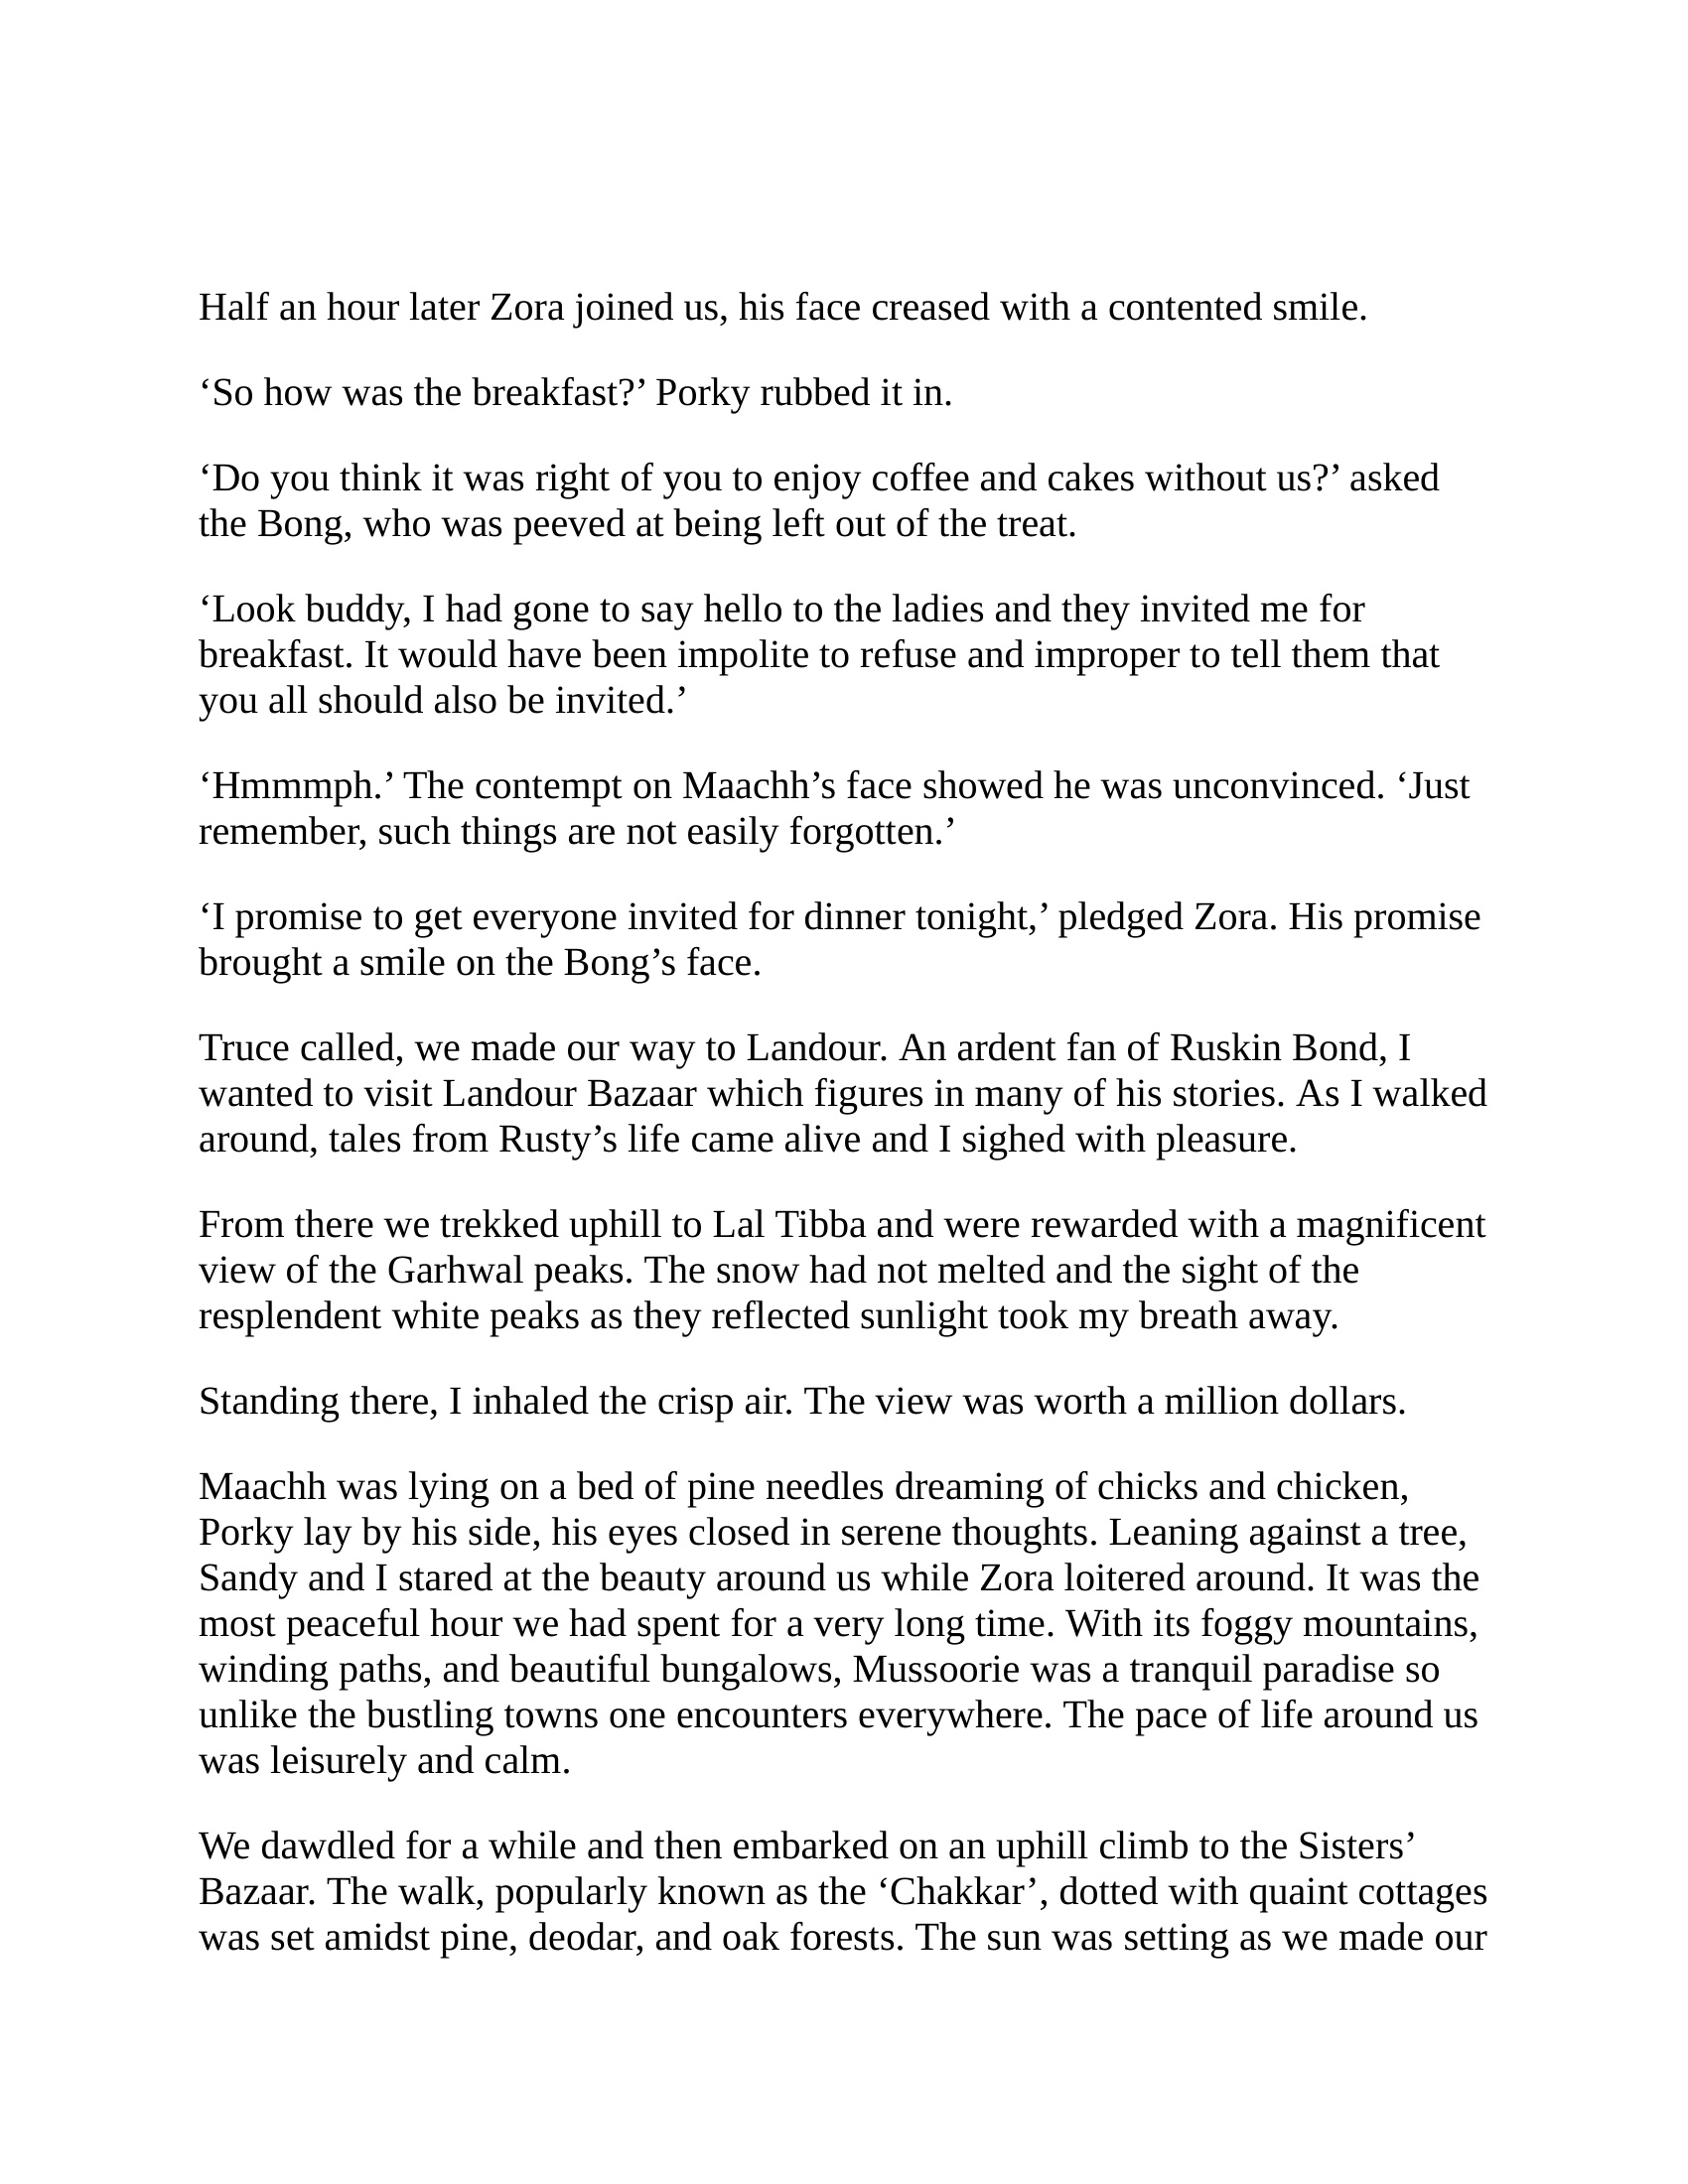 Half an hour later Zora joined us, his face creased with a contented smile.
‘So how was the breakfast?’ Porky rubbed it in.
‘Do you think it was right of you to enjoy coffee and cakes without us?’ asked
the Bong, who was peeved at being left out of the treat.
‘Look buddy, I had gone to say hello to the ladies and they invited me for
breakfast. It would have been impolite to refuse and improper to tell them that
you all should also be invited.’
‘Hmmmph.’ The contempt on Maachh’s face showed he was unconvinced. ‘Just
remember, such things are not easily forgotten.’
‘I promise to get everyone invited for dinner tonight,’ pledged Zora. His promise
brought a smile on the Bong’s face.
Truce called, we made our way to Landour. An ardent fan of Ruskin Bond, I
wanted to visit Landour Bazaar which figures in many of his stories. As I walked
around, tales from Rusty’s life came alive and I sighed with pleasure.
From there we trekked uphill to Lal Tibba and were rewarded with a magnificent
view of the Garhwal peaks. The snow had not melted and the sight of the
resplendent white peaks as they reflected sunlight took my breath away.
Standing there, I inhaled the crisp air. The view was worth a million dollars.
Maachh was lying on a bed of pine needles dreaming of chicks and chicken,
Porky lay by his side, his eyes closed in serene thoughts. Leaning against a tree,
Sandy and I stared at the beauty around us while Zora loitered around. It was the
most peaceful hour we had spent for a very long time. With its foggy mountains,
winding paths, and beautiful bungalows, Mussoorie was a tranquil paradise so
unlike the bustling towns one encounters everywhere. The pace of life around us
was leisurely and calm.
We dawdled for a while and then embarked on an uphill climb to the Sisters’
Bazaar. The walk, popularly known as the ‘Chakkar’, dotted with quaint cottages
was set amidst pine, deodar, and oak forests. The sun was setting as we made our